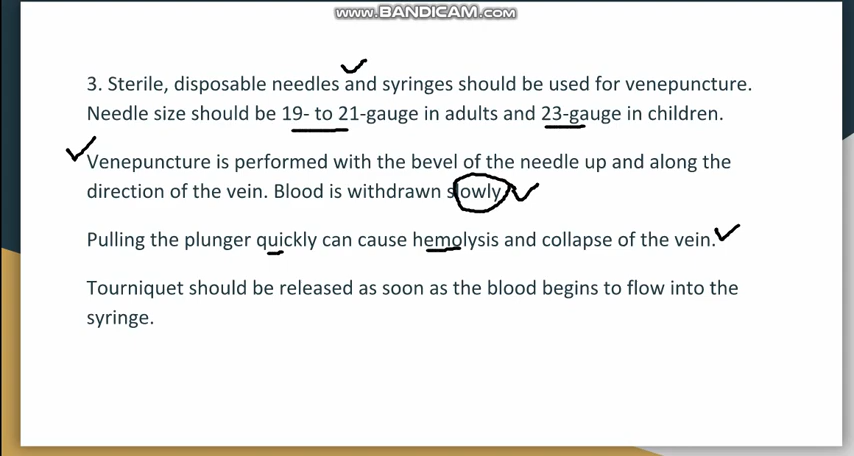 www.BANDICAM.com
3. Sterile, disposable needles and syringes should be used for venepuncture.
Needle size should be 19- to 21-gauge in adults and 23-gauge in children.
Venepuncture is performed with the bevel of the needle up and along the
direction of the vein. Blood is withdrawn slowly.
Pulling the plunger quickly can cause hemolysis and collapse of the vein.
Tourniquet should be released as soon as the blood begins to flow into the
syringe.